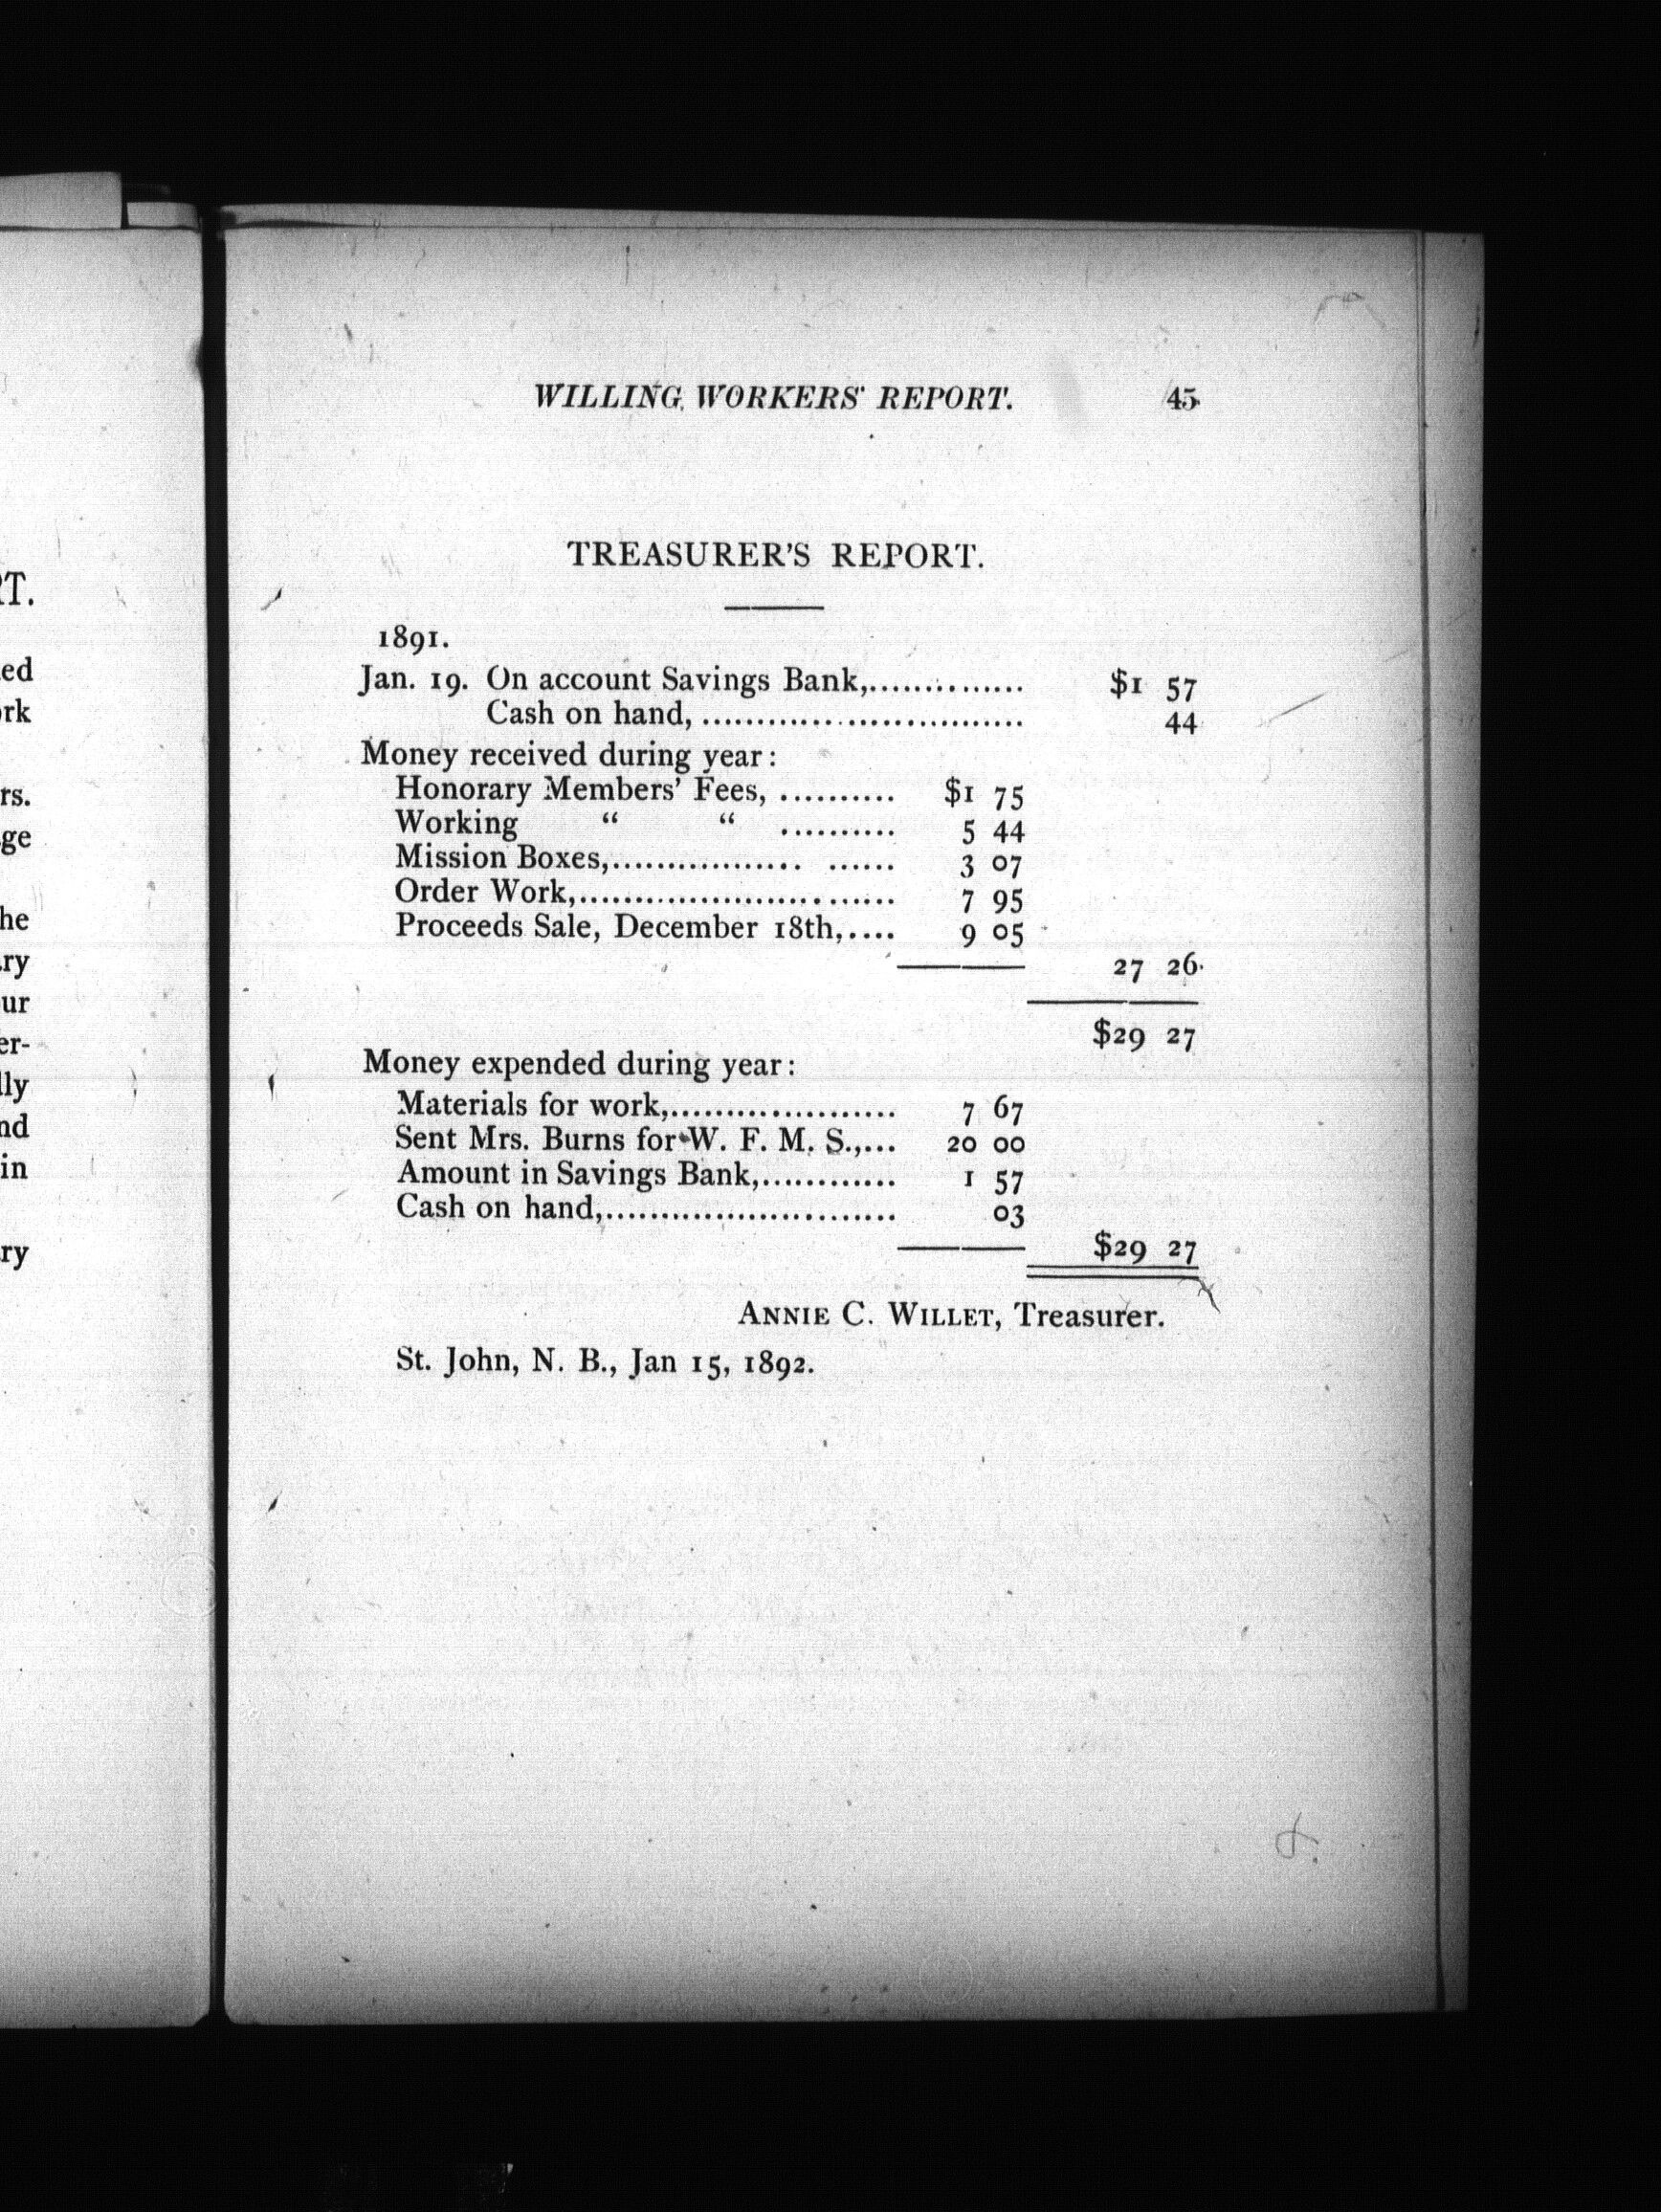 WILLING WORKERS' REPORT. 45
TREASURER'S REPORT.
1891.
Jan. 19. On account Savings Bank,.............. $1 57
Cash on hand, .............................. 44
Money received during year:
Honorary Members' Fees, .......... $1 75
Working “ “ .......... 5 44
Mission Boxes,................. ...... 3 07
Order Work,............................ 7 95
Proceeds Sale, December 18th,..... 9 05
27 26
$29 27
Money expended during year:
Materials for work,.................... 7 67
Sent Mrs. Burns for W. F. M. S.,... 20 00
Amount in Savings Bank,............ 1 57
Cash on hand,.......................... 03
$29 27
ANNIE C. WILLET, Treasurer.
St. John, N. B., Jan 15, 1892.